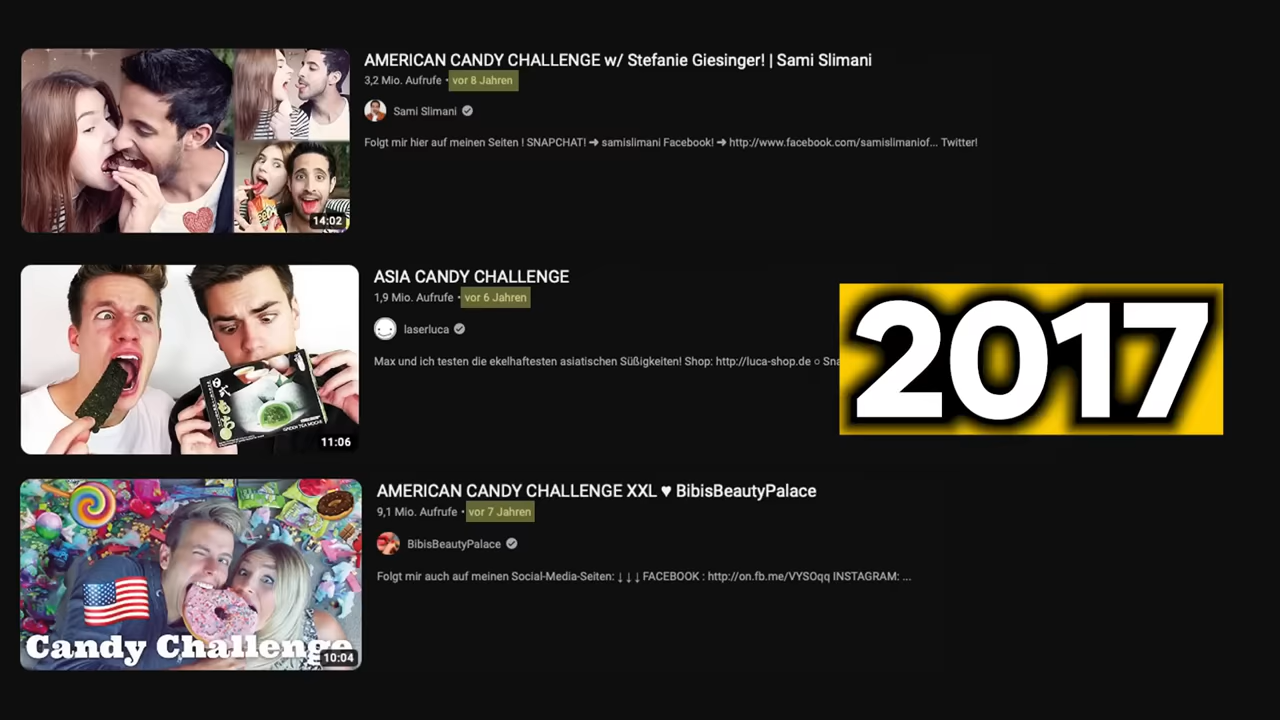 AMERICAN CANDY CHALLENGE w/ Stefanie Giesinger! | Sami Slimani
3,2 Mio. Aufrufe • vor 8 Jahren
Sami Slimani
Folgt mir hier auf meinen Seiten ! SNAPCHAT! ➜ samislimani Facebook! ➜ http://www.facebook.com/samislimaniof... Twitter!
14:02
ASIA CANDY CHALLENGE
1,9 Mio. Aufrufe • vor 6 Jahren
laserluca
Max und ich testen die ekelhaftesten asiatischen Süßigkeiten! Shop: http://luca-shop.de ○ Sna
GREEN TEA MOCHI
11:06
2017
AMERICAN CANDY CHALLENGE XXL ♥ BibisBeautyPalace
9,1 Mio. Aufrufe • vor 7 Jahren
BibisBeautyPalace
Folgt mir auch auf meinen Social-Media-Seiten: ↓ ↓ ↓ FACEBOOK : http://on.fb.me/VYSOqq INSTAGRAM: ...
Candy Challenge
10:04